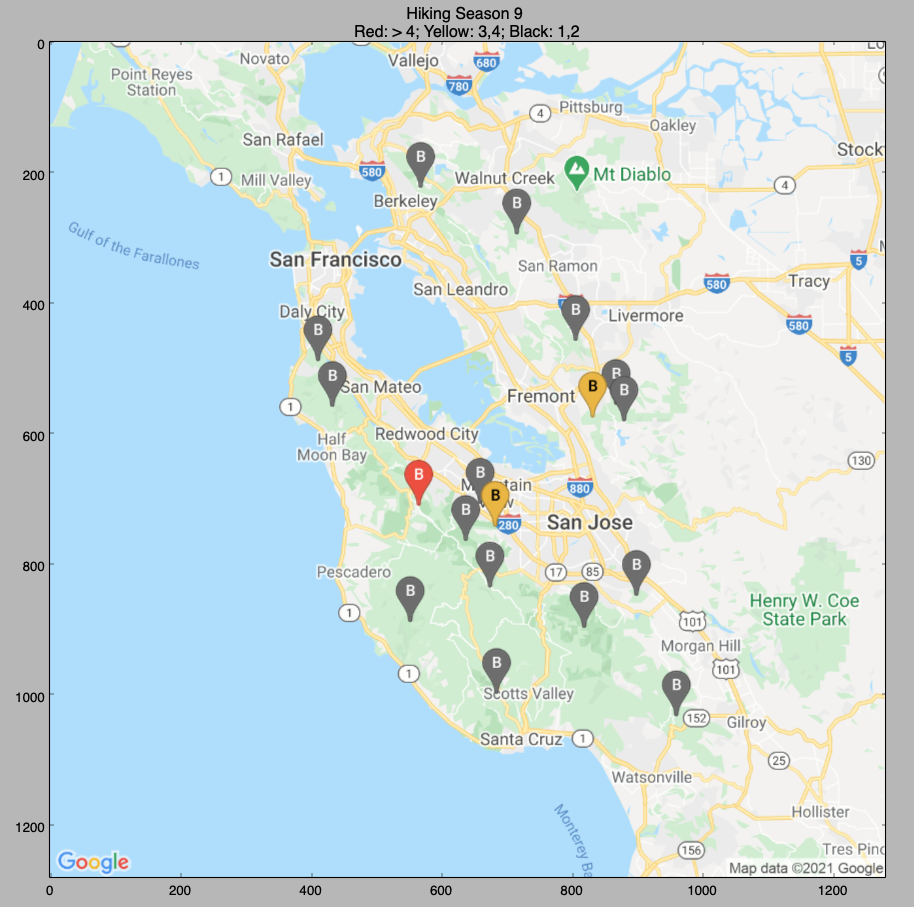 Hiking Season 9
Red: > 4; Yellow: 3,4; Black: 1,2
0
200
400
600
800
1000
1200
Novato
Vallejo
680
Lo
780
Point Reyes
Station
4
Pittsburg
Oakley
San Rafael
Stock
B
580
Walnut Creek
Mt Diablo
1
Mill Valley
4
Berkeley
B
Gulf of the Farallones
San Francisco
San Ramon
5
San Leandro
580
Tracy
Daly City
B
B
Livermore
580
5
B
San Mateo
B
B
B
Fremont
1
Redwood City
Half
Moon Bay
130
B
B
880
B
B
280
San Jose
B
Pescadero
17
85
B
B
B
Henry W. Coe
State Park
1
101
Morgan Hill
B
101
1
B
Scotts Valley
152
Gilroy
Santa Cruz
1
25
Watsonville
Hollister
Monterey Ba
156
Tres Pino
Google
Map data ©2021 Google
0
200
400
600
800
1000
1200